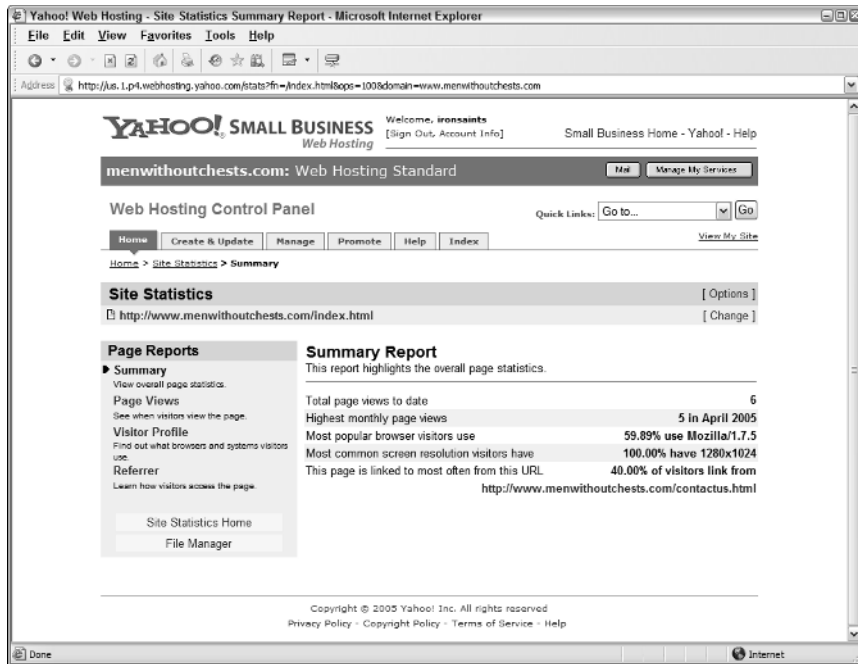 Yahoo! Web Hosting - Site Statistics Summary Report - Microsoft Internet Explorer
File Edit View Favorites Tools Help
Address http://us.1.p4.webhosting.yahoo.com/stats?fn=/index.html&ops=100&domain=www.menwithoutchests.com
YAHOO! SMALL BUSINESS
Web Hosting
Welcome, ironsaints
[Sign Out, Account Info]
Small Business Home - Yahoo! - Help
menwithoutchests.com: Web Hosting Standard
Mail
Manage My Services
Web Hosting Control Panel
Quick Links: Go to... Go
Home Create & Update Manage Promote Help Index
View My Site
Home > Site Statistics > Summary
Site Statistics [ Options ]
http://www.menwithoutchests.com/index.html [ Change ]
Page Reports
Summary
View overall page statistics.
Page Views
See when visitors view the page.
Visitor Profile
Find out what browsers and systems visitors
use.
Referrer
Learn how visitors access the page.
Site Statistics Home
File Manager
Summary Report
This report highlights the overall page statistics.
Total page views to date 6
Highest monthly page views 5 in April 2005
Most popular browser visitors use 59.89% use Mozilla/1.7.5
Most common screen resolution visitors have 100.00% have 1280x1024
This page is linked to most often from this URL 40.00% of visitors link from
http://www.menwithoutchests.com/contactus.html
Copyright © 2005 Yahoo! Inc. All rights reserved
Privacy Policy - Copyright Policy - Terms of Service - Help
Done
Internet